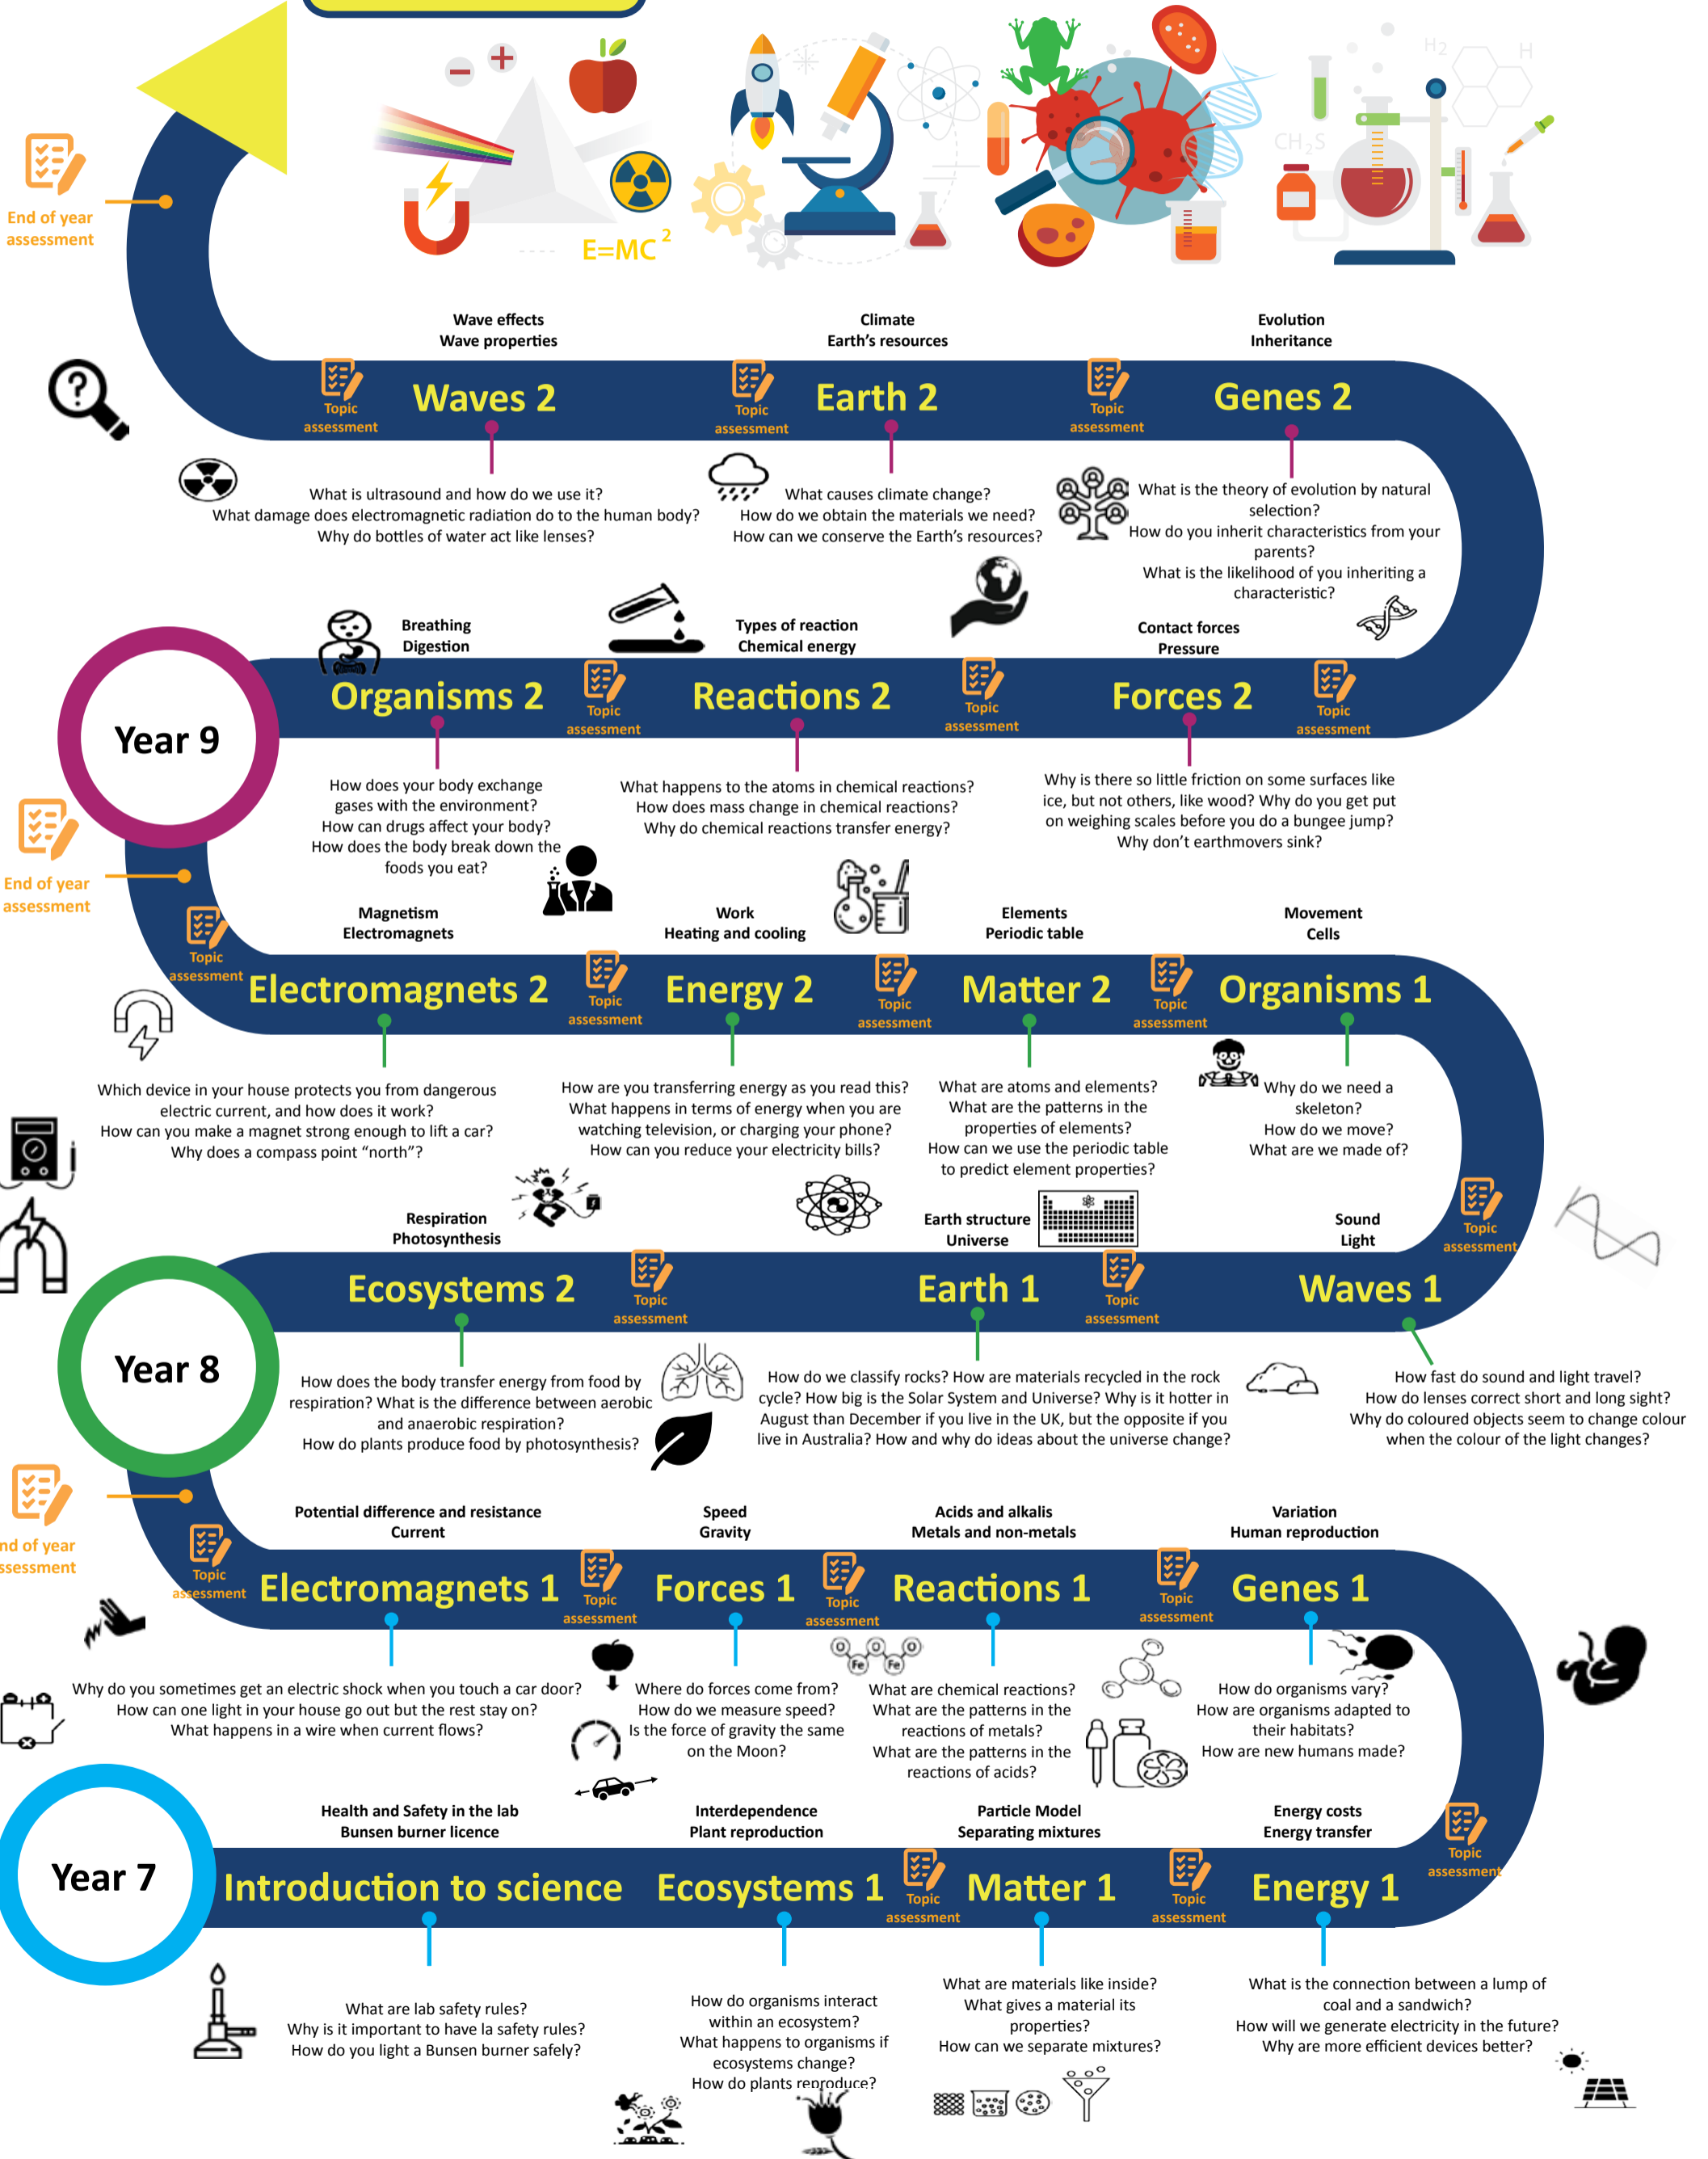 H2
H
CH2S
E=MC2
End of year
assessment
Wave effects
Wave properties
Climate
Earth's resources
Evolution
Inheritance
Topic
assessment
Waves 2
Topic
assessment
Earth 2
Topic
assessment
Genes 2
What is ultrasound and how do we use it?
What damage does electromagnetic radiation do to the human body?
Why do bottles of water act like lenses?
What causes climate change?
How do we obtain the materials we need?
How can we conserve the Earth's resources?
What is the theory of evolution by natural
selection?
How do you inherit characteristics from your
parents?
What is the likelihood of you inheriting a
characteristic?
Breathing
Digestion
Types of reaction
Chemical energy
Contact forces
Pressure
Year 9
Organisms 2
Topic
assessment
Reactions 2
Topic
assessment
Forces 2
Topic
assessment
How does your body exchange
gases with the environment?
How can drugs affect your body?
How does the body break down the
foods you eat?
What happens to the atoms in chemical reactions?
How does mass change in chemical reactions?
Why do chemical reactions transfer energy?
Why is there so little friction on some surfaces like
ice, but not others, like wood? Why do you get put
on weighing scales before you do a bungee jump?
Why don't earthmovers sink?
End of year
assessment
Magnetism
Electromagnets
Work
Heating and cooling
Elements
Periodic table
Movement
Cells
Topic
assessment
Electromagnets 2
Topic
assessment
Energy 2
Topic
assessment
Matter 2
Topic
assessment
Organisms 1
Which device in your house protects you from dangerous
electric current, and how does it work?
How can you make a magnet strong enough to lift a car?
Why does a compass point "north"?
How are you transferring energy as you read this?
What happens in terms of energy when you are
watching television, or charging your phone?
How can you reduce your electricity bills?
What are atoms and elements?
What are the patterns in the
properties of elements?
How can we use the periodic table
to predict element properties?
Why do we need a
skeleton?
How do we move?
What are we made of?
Topic
assessment
Respiration
Photosynthesis
Earth structure
Universe
Sound
Light
Year 8
Ecosystems 2
Topic
assessment
Earth 1
Topic
assessment
Waves 1
How does the body transfer energy from food by
respiration? What is the difference between aerobic
and anaerobic respiration?
How do plants produce food by photosynthesis?
How do we classify rocks? How are materials recycled in the rock
cycle? How big is the Solar System and Universe? Why is it hotter in
August than December if you live in the UK, but the opposite if you
live in Australia? How and why do ideas about the universe change?
How fast do sound and light travel?
How do lenses correct short and long sight?
Why do coloured objects seem to change colour
when the colour of the light changes?
nd of year
ssessment
Potential difference and resistance
Current
Speed
Gravity
Acids and alkalis
Metals and non-metals
Variation
Human reproduction
Topic
assessment
Electromagnets 1
Topic
assessment
Forces 1
Topic
assessment
Reactions 1
Topic
assessment
Genes 1
O O O
Fe Fe
Why do you sometimes get an electric shock when you touch a car door?
How can one light in your house go out but the rest stay on?
What happens in a wire when current flows?
Where do forces come from?
How do we measure speed?
Is the force of gravity the same
on the Moon?
What are chemical reactions?
What are the patterns in the
reactions of metals?
What are the patterns in the
reactions of acids?
How do organisms vary?
How are organisms adapted to
their habitats?
How are new humans made?
Health and Safety in the lab
Bunsen burner licence
Interdependence
Plant reproduction
Particle Model
Separating mixtures
Energy costs
Energy transfer
Topic
assessment
Year 7
Introduction to science
Ecosystems 1
Topic
assessment
Matter 1
Topic
assessment
Energy 1
What are lab safety rules?
Why is it important to have la safety rules?
How do you light a Bunsen burner safely?
How do organisms interact
within an ecosystem?
What happens to organisms if
ecosystems change?
How do plants reproduce?
What are materials like inside?
What gives a material its
properties?
How can we separate mixtures?
What is the connection between a lump of
coal and a sandwich?
How will we generate electricity in the future?
Why are more efficient devices better?